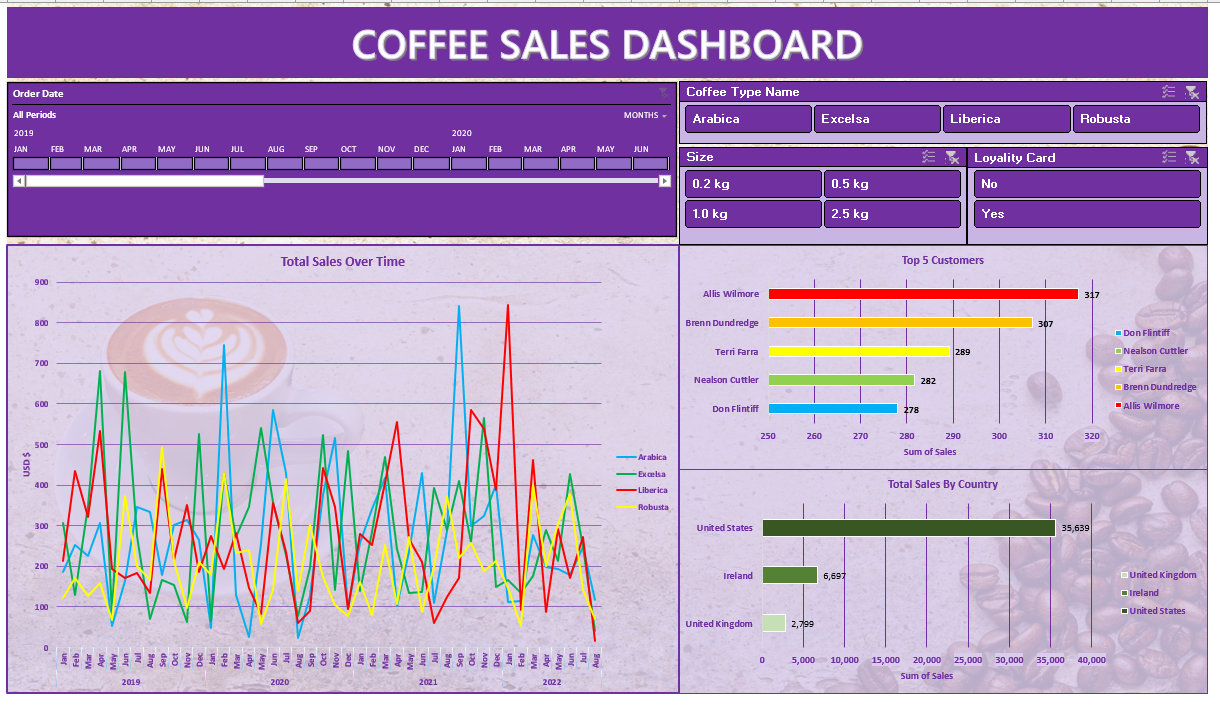 COFFEE SALES DASHBOARD
Order Date
All Periods MONTHS
2019 2020
JAN FEB MAR APR MAY JUN JUL AUG SEP OCT NOV DEC JAN FEB MAR APR MAY JUN
Coffee Type Name
Arabica Excelsa Liberica Robusta
Size
0.2 kg 0.5 kg
1.0 kg 2.5 kg
Loyality Card
No
Yes
Total Sales Over Time
USD $
900
800
700
600
500
400
300
200
100
0
Jan Feb Mar Apr May Jun Jul Aug Sep Oct Nov Dec Jan Feb Mar Apr May Jun Jul Aug Sep Oct Nov Dec Jan Feb Mar Apr May Jun Jul Aug Sep Oct Nov Dec Jan Feb Mar Apr May Jun Jul Aug
2019 2020 2021 2022
Arabica
Excelsa
Liberica
Robusta
Top 5 Customers
Allis Wilmore 317
Brenn Dundredge 307
Terri Farra 289
Nealson Cuttler 282
Don Flintiff 278
250 260 270 280 290 300 310 320
Sum of Sales
Don Flintiff
Nealson Cuttler
Terri Farra
Brenn Dundredge
Allis Wilmore
Total Sales By Country
United States 35,639
Ireland 6,697
United Kingdom 2,799
0 5,000 10,000 15,000 20,000 25,000 30,000 35,000 40,000
Sum of Sales
United Kingdom
Ireland
United States